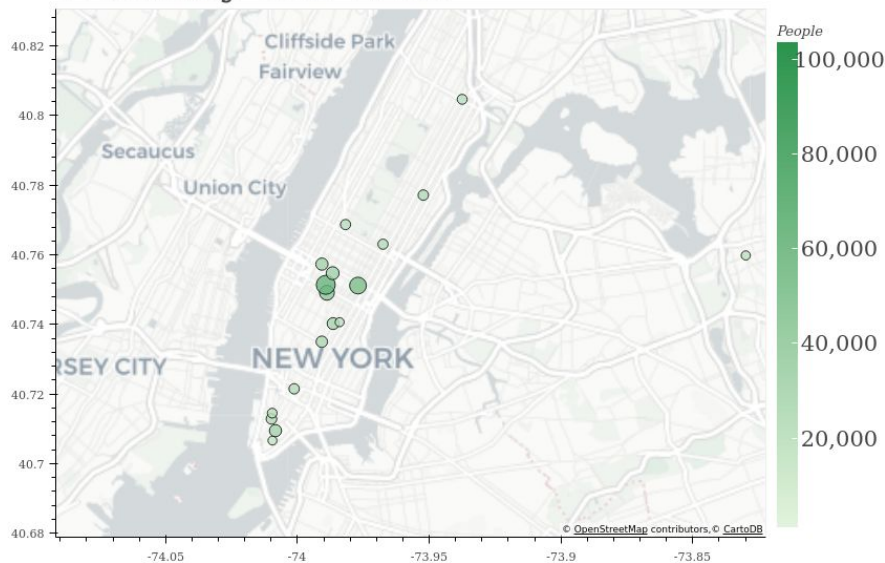 People
100,000
80,000
60,000
40,000
20,000
40.82
40.8
40.78
40.76
40.74
40.72
40.7
40.68
Cliffside Park
Fairview
Secaucus
Union City
NEW YORK
RSEY CITY
© OpenStreetMap contributors,© CartoDB
-74.05
-74
-73.95
-73.9
-73.85